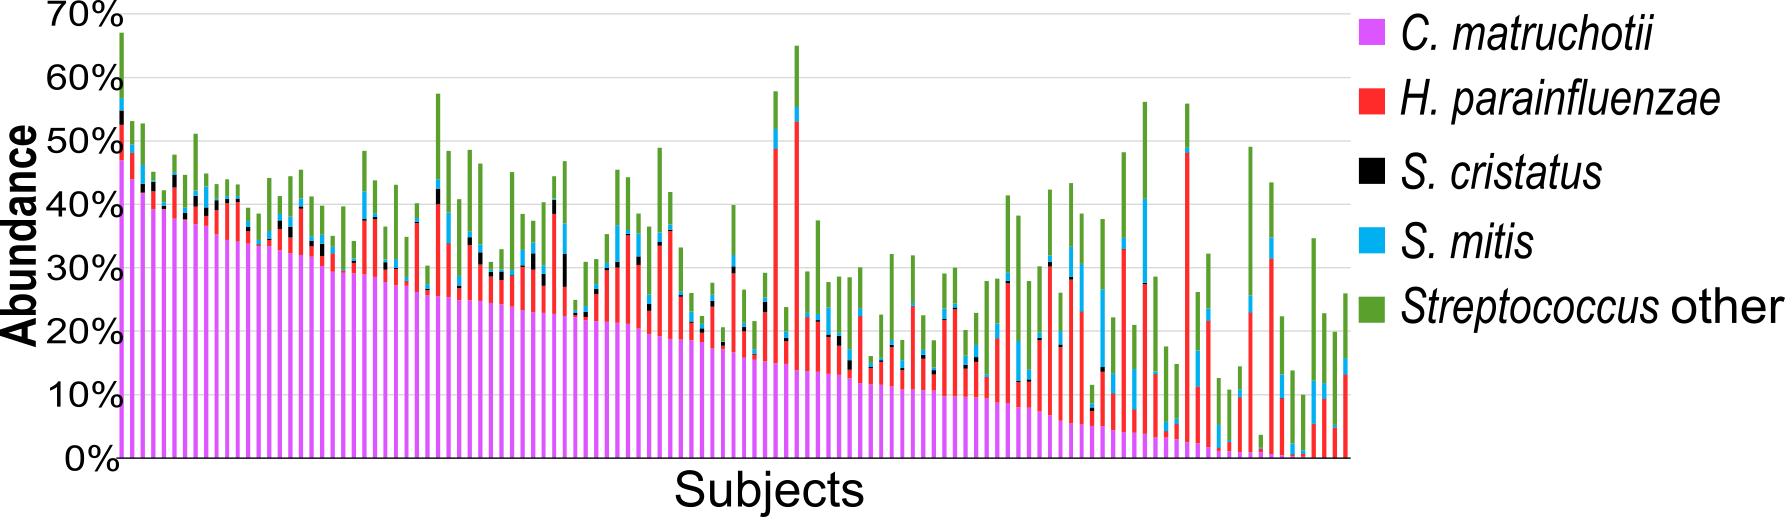 70%
60%
50%
40%
30%
20%
10%
0%
Abundance
Subjects
C. matruchotii
H. parainfluenzae
S. cristatus
S. mitis
Streptococcus other